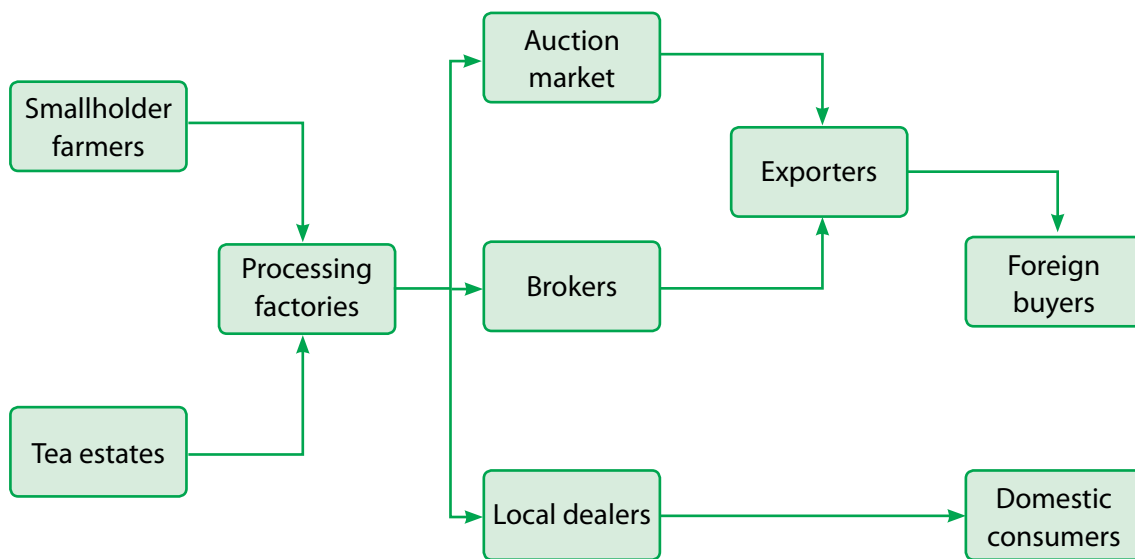 Smallholder
farmers
Tea estates
Processing
factories
Auction
market
Brokers
Local dealers
Exporters
Foreign
buyers
Domestic
consumers